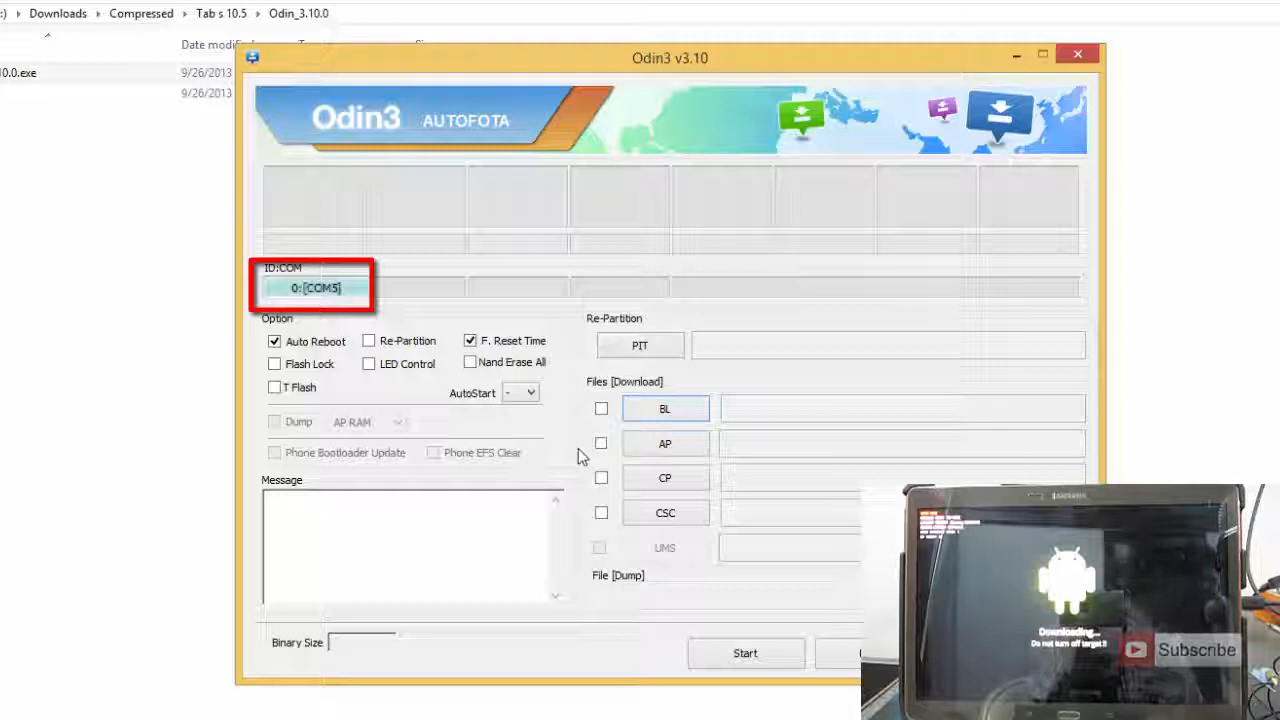 :) › Downloads › Compressed › Tab s 10.5 › Odin_3.10.0
Date modifi
10.0.exe 9/26/2013
9/26/2013
Odin3 v3.10
Odin3 AUTOFOTA
ID:COM
0:[COM5]
Option
Auto Reboot
Re-Partition
F. Reset Time
Flash Lock
LED Control
Nand Erase All
T Flash
AutoStart -
Dump AP RAM
Phone Bootloader Update
Phone EFS Clear
Message
Binary Size
Re-Partition
PIT
Files [Download]
BL
AP
CP
CSC
UMS
File [Dump]
Start
SAMSUNG
Downloading...
Do not turn off target!!
Subscribe